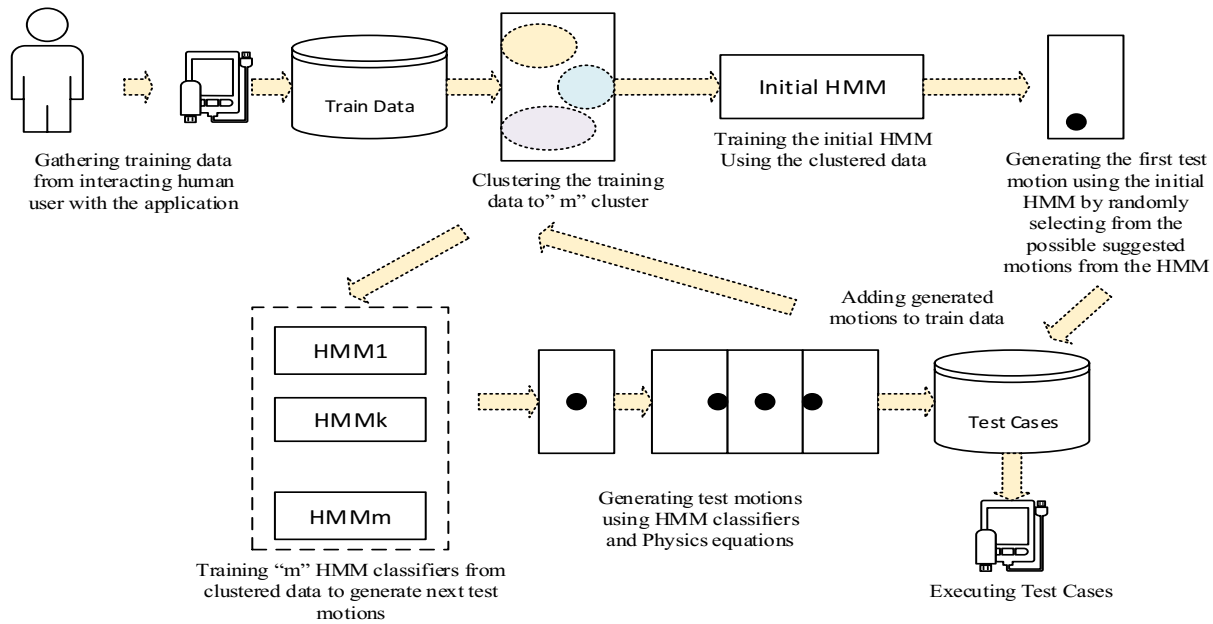 Train Data
Initial HMM
Gathering training data
from interacting human
user with the application
Clustering the training
data to” m” cluster
Training the initial HMM
Using the clustered data
Generating the first test
motion using the initial
HMM by randomly
selecting from the
possible suggested
motions from the HMM
Adding generated
motions to train data
HMM1
HMMk
HMMm
Test Cases
Generating test motions
using HMM classifiers
and Physics equations
Training “m” HMM classifiers from
clustered data to generate next test
motions
Executing Test Cases